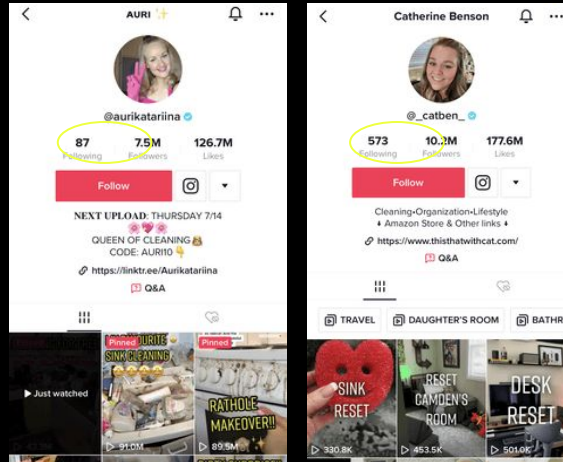 AURI ✨
@aurikatariina
87 7.5M 126.7M
Following Followers Likes
Follow
NEXT UPLOAD: THURSDAY 7/14
QUEEN OF CLEANING
CODE: AURI10
https://linktr.ee/Aurikatariina
Q&A
Pinned
SINK CLEANING
Pinned
Just watched
RATHOLE
MAKEOVER!!
91.0M
89.5M
Catherine Benson
@_catben_
573 10.2M 177.6M
Following Followers Likes
Follow
Cleaning•Organization•Lifestyle
Amazon Store & Other links
https://www.thisthatwithcat.com/
Q&A
TRAVEL DAUGHTER'S ROOM BATHR
SINK
RESET
RESET
CAMDEN'S
ROOM
DESK
RESET
330.8K
453.5K
501.0K